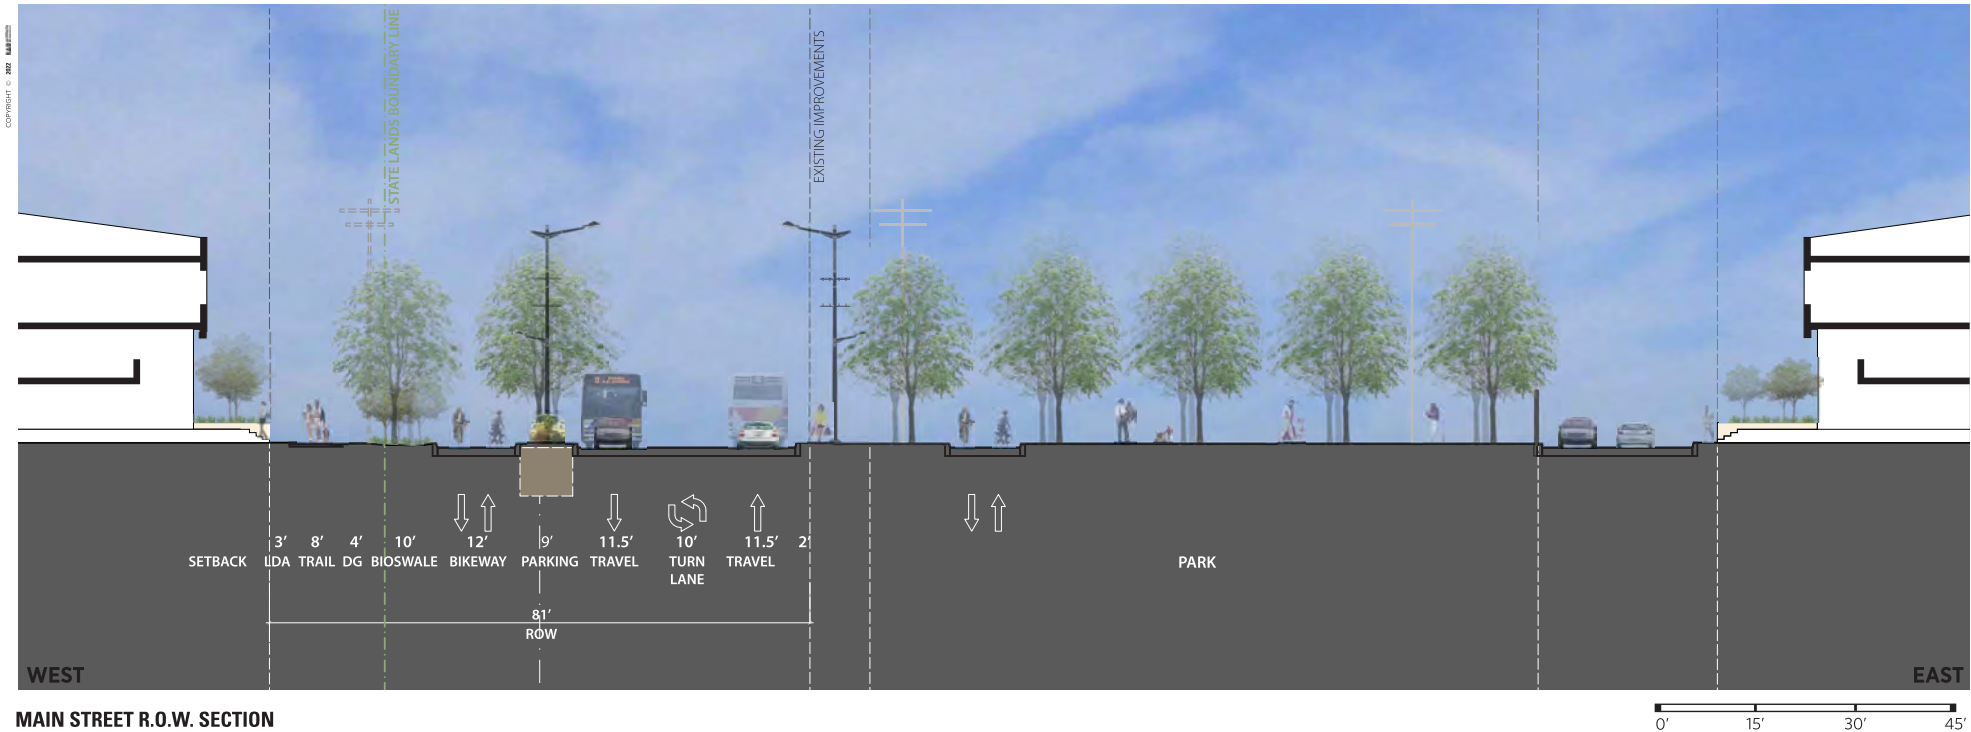 COPYRIGHT © 2022
STATE LANDS BOUNDARY LINE
EXISTING IMPROVEMENTS
3’ 8’ 4’ 10’ 12’ 9’ 11.5’ 10’ 11.5’ 2’
SETBACK LDA TRAIL DG BIOSWALE BIKEWAY PARKING TRAVEL TURN TRAVEL PARK
LANE
81’
ROW
WEST EAST
MAIN STREET R.O.W. SECTION
0’ 15’ 30’ 45’